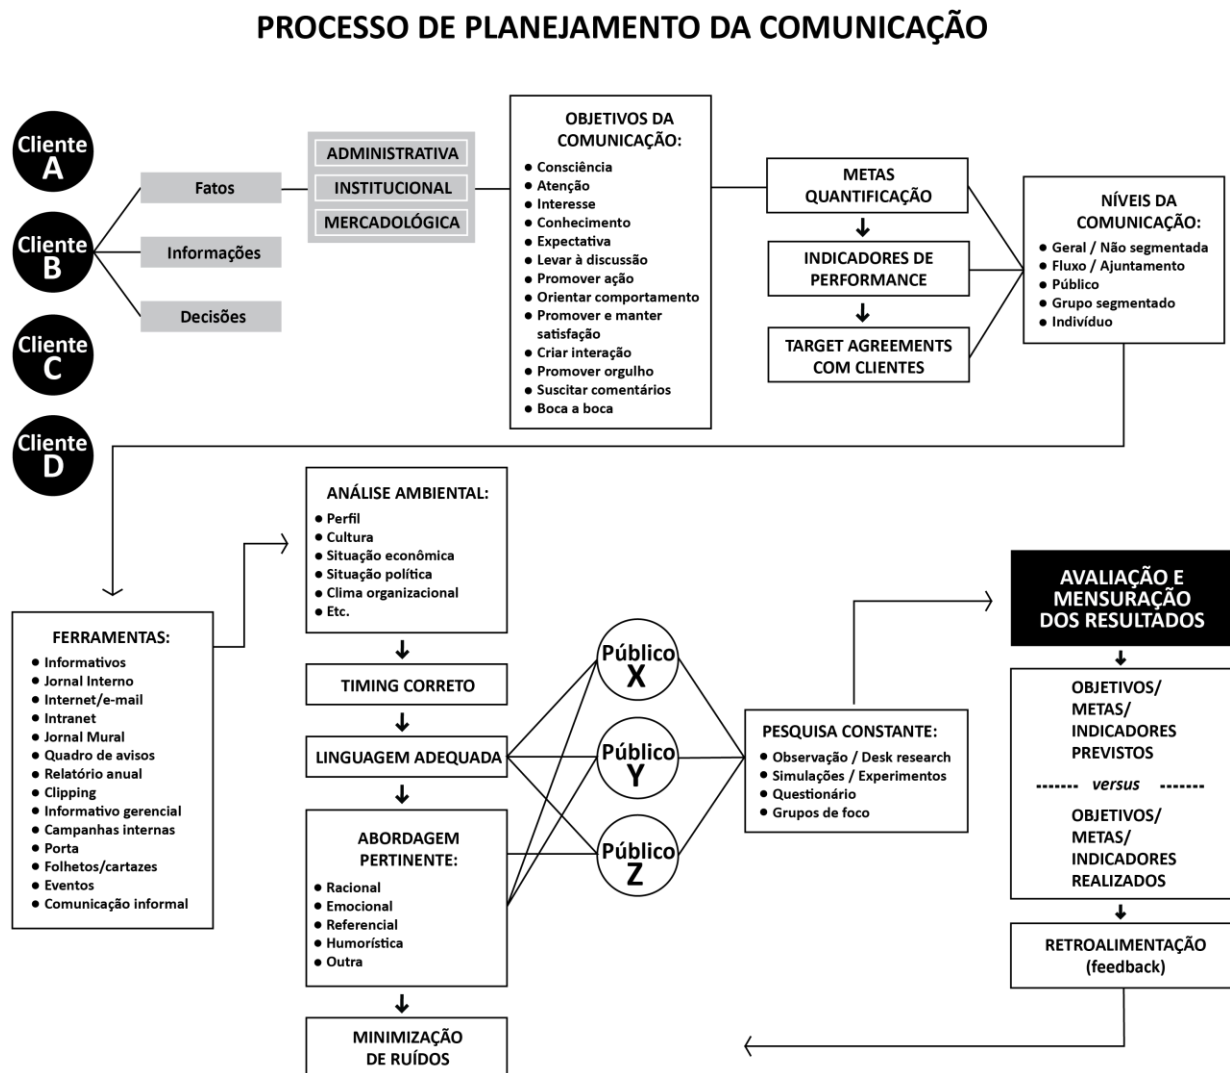 PROCESSO DE PLANEJAMENTO DA COMUNICAÇÃO
Cliente
A
Cliente
B
Cliente
C
Cliente
D
Fatos
Informações
Decisões
ADMINISTRATIVA
INSTITUCIONAL
MERCADOLÓGICA
OBJETIVOS DA
COMUNICAÇÃO:
● Consciência
● Atenção
● Interesse
● Conhecimento
● Expectativa
● Levar à discussão
● Promover ação
● Orientar comportamento
● Promover e manter
satisfação
● Criar interação
● Promover orgulho
● Suscitar comentários
● Boca a boca
METAS
QUANTIFICAÇÃO
INDICADORES DE
PERFORMANCE
TARGET AGREEMENTS
COM CLIENTES
NÍVEIS DA
COMUNICAÇÃO:
● Geral / Não segmentada
● Fluxo / Ajuntamento
● Público
● Grupo segmentado
● Indivíduo
FERRAMENTAS:
● Informativos
● Jornal Interno
● Internet/e-mail
● Intranet
● Jornal Mural
● Quadro de avisos
● Relatório anual
● Clipping
● Informativo gerencial
● Campanhas internas
● Porta
● Folhetos/cartazes
● Eventos
● Comunicação informal
ANÁLISE AMBIENTAL:
● Perfil
● Cultura
● Situação econômica
● Situação política
● Clima organizacional
● Etc.
TIMING CORRETO
LINGUAGEM ADEQUADA
ABORDAGEM
PERTINENTE:
● Racional
● Emocional
● Referencial
● Humorística
● Outra
MINIMIZAÇÃO
DE RUÍDOS
Público
X
Público
Y
Público
Z
PESQUISA CONSTANTE:
● Observação / Desk research
● Simulações / Experimentos
● Questionário
● Grupos de foco
AVALIAÇÃO E
MENSURAÇÃO
DOS RESULTADOS
OBJETIVOS/
METAS/
INDICADORES
PREVISTOS
versus
OBJETIVOS/
METAS/
INDICADORES
REALIZADOS
RETROALIMENTAÇÃO
(feedback)